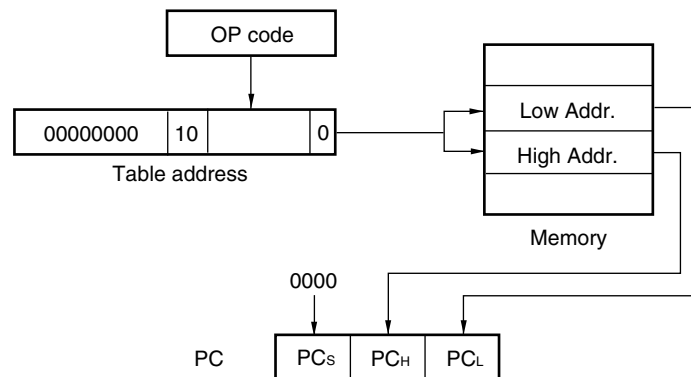 OP code
00000000 10 0
Table address
Low Addr.
High Addr.
Memory
0000
PC PCS PCH PCL